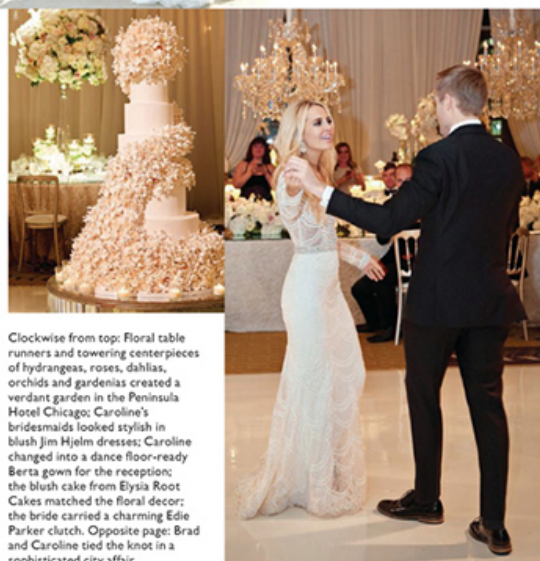 Clockwise from top: Floral table
runners and towering centerpieces
of hydrangeas, roses, dahlias,
orchids and gardenias created a
verdant garden in the Peninsula
Hotel Chicago; Caroline's
bridesmaids looked stylish in
blush Jim Hjelm dresses; Caroline
changed into a dance floor-ready
Berta gown for the reception;
the blush cake from Elysia Root
Cakes matched the floral decor;
the bride carried a charming Edie
Parker clutch. Opposite page: Brad
and Caroline tied the knot in a
sophisticated city affair